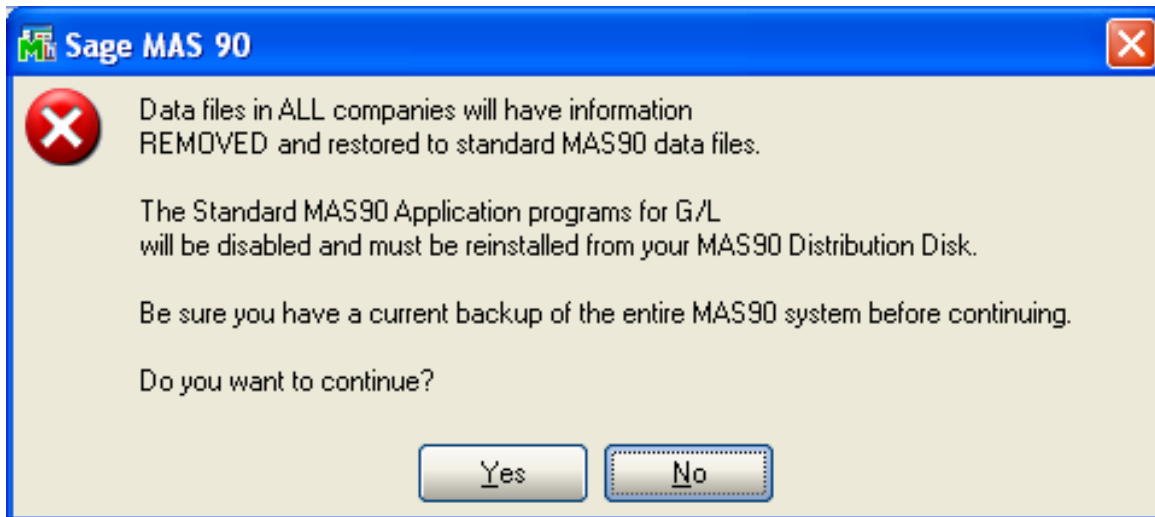 Sage MAS 90
Data files in ALL companies will have information
REMOVED and restored to standard MAS90 data files.
The Standard MAS90 Application programs for G/L
will be disabled and must be reinstalled from your MAS90 Distribution Disk.
Be sure you have a current backup of the entire MAS90 system before continuing.
Do you want to continue?
Yes
No